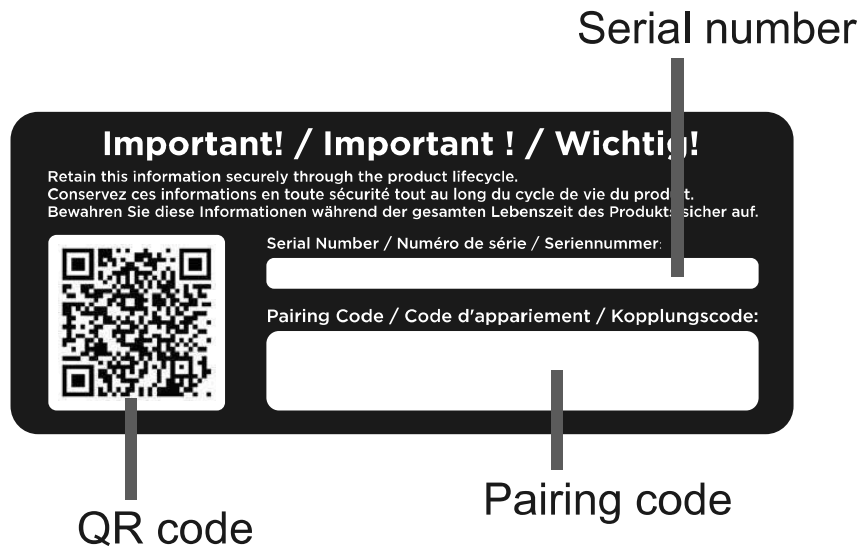 Serial number
Important! / Important ! / Wichtig!
Retain this information securely through the product lifecycle.
Conservez ces informations en toute sécurité tout au long du cycle de vie du produit.
Bewahren Sie diese Informationen während der gesamten Lebenszeit des Produkts sicher auf.
Serial Number / Numéro de série / Seriennummer:
Pairing Code / Code d'appariement / Kopplungscode:
Pairing code
QR code